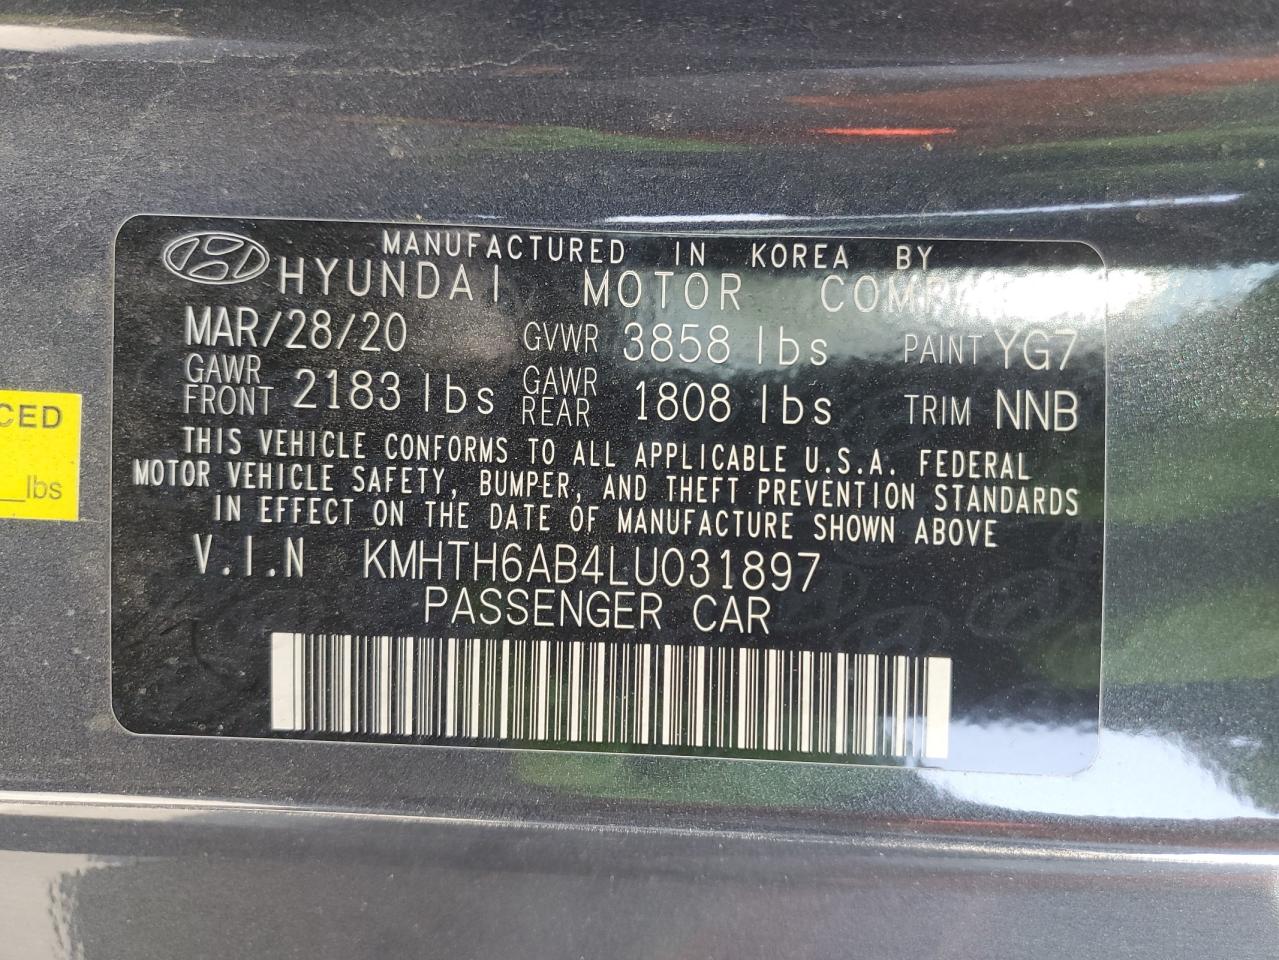 MANUFACTURED IN KOREA BY
HYUNDAI MOTOR
MAR/28/20 GVWR 3858 lbs PAINT YG7
GAWR FRONT 2183 lbs GAWR REAR 1808 lbs TRIM NNB
THIS VEHICLE CONFORMS TO ALL APPLICABLE U.S.A. FEDERAL
MOTOR VEHICLE SAFETY, BUMPER, AND THEFT PREVENTION STANDARDS
IN EFFECT ON THE DATE OF MANUFACTURE SHOWN ABOVE
V.I.N KMHTH6AB4LU031897
PASSENGER CAR
CED
lbs